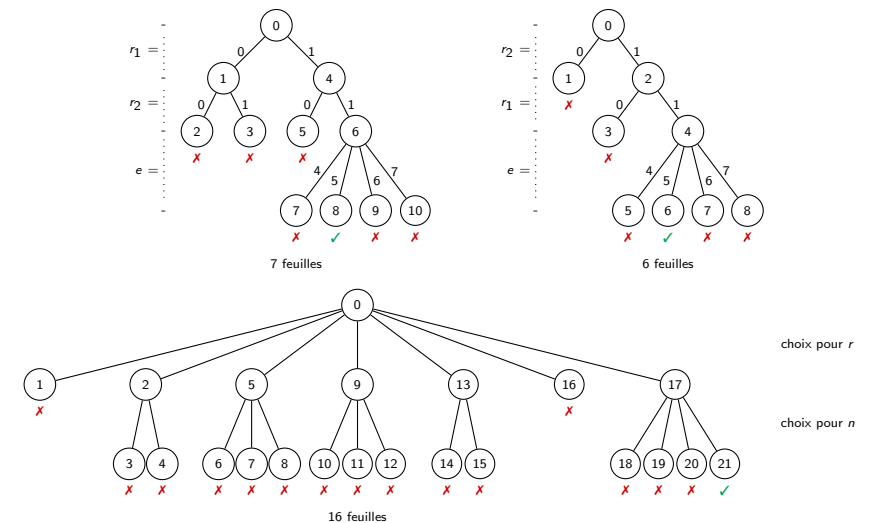 0 0
r1 = 0 1 r2 = 0 1
1 4 1 2
✗
r2 = 0 1 0 1 r1 = 0 1
2 3 5 6 3 4
✗ ✗ ✗ ✗
e = 4 5 6 7 e = 4 5 6 7
7 8 9 10 5 6 7 8
✗ ✓ ✗ ✗ ✗ ✓ ✗ ✗
7 feuilles 6 feuilles
0
choix pour r
1 2 5 9 13 16 17
✗ ✗
choix pour n
3 4 6 7 8 10 11 12 14 15 18 19 20 21
✗ ✗ ✗ ✗ ✗ ✗ ✗ ✗ ✗ ✗ ✗ ✗ ✗ ✓
16 feuilles